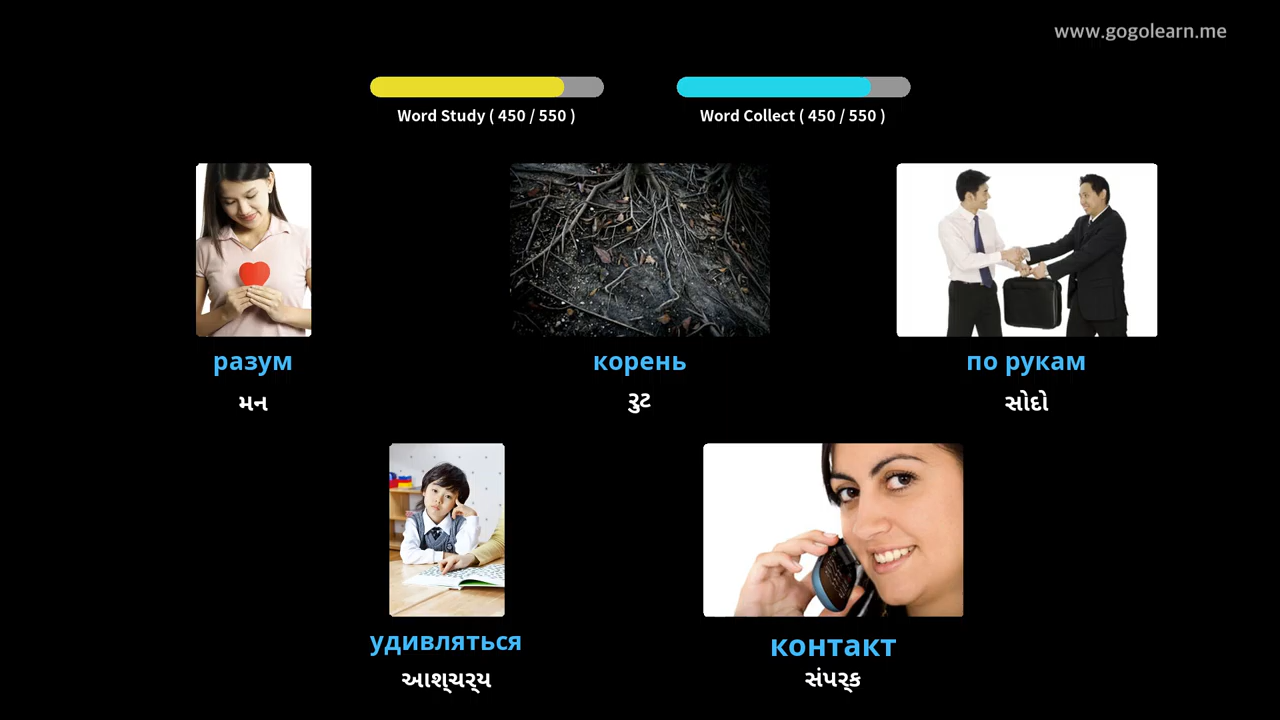 www.gogolearn.me
Word Study ( 450 / 550 )
Word Collect ( 450 / 550 )
разум
корень
по рукам
મન
રુટ
સોદો
удивляться
контакт
આશ્ચર્ય
સંપર્ક